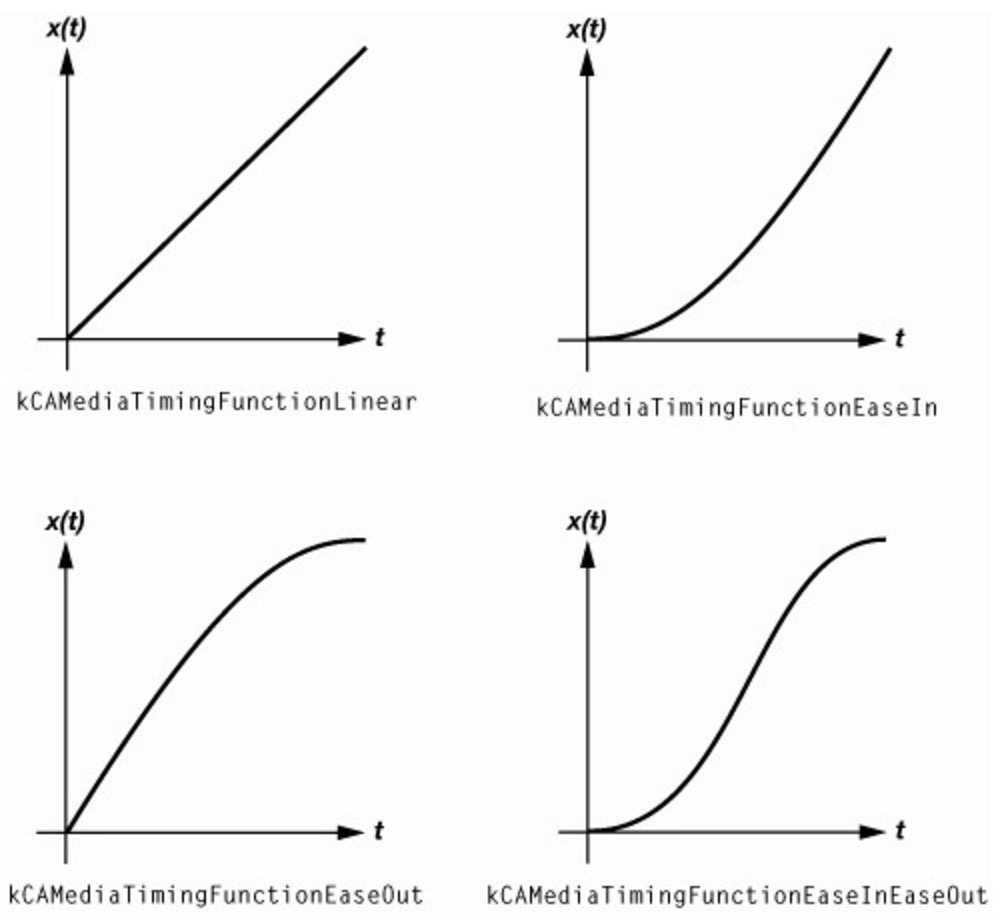 x(t)
t
kCAMediaTimingFunctionLinear
x(t)
t
kCAMediaTimingFunctionEaseIn
x(t)
t
kCAMediaTimingFunctionEaseOut
x(t)
t
kCAMediaTimingFunctionEaseInEaseOut